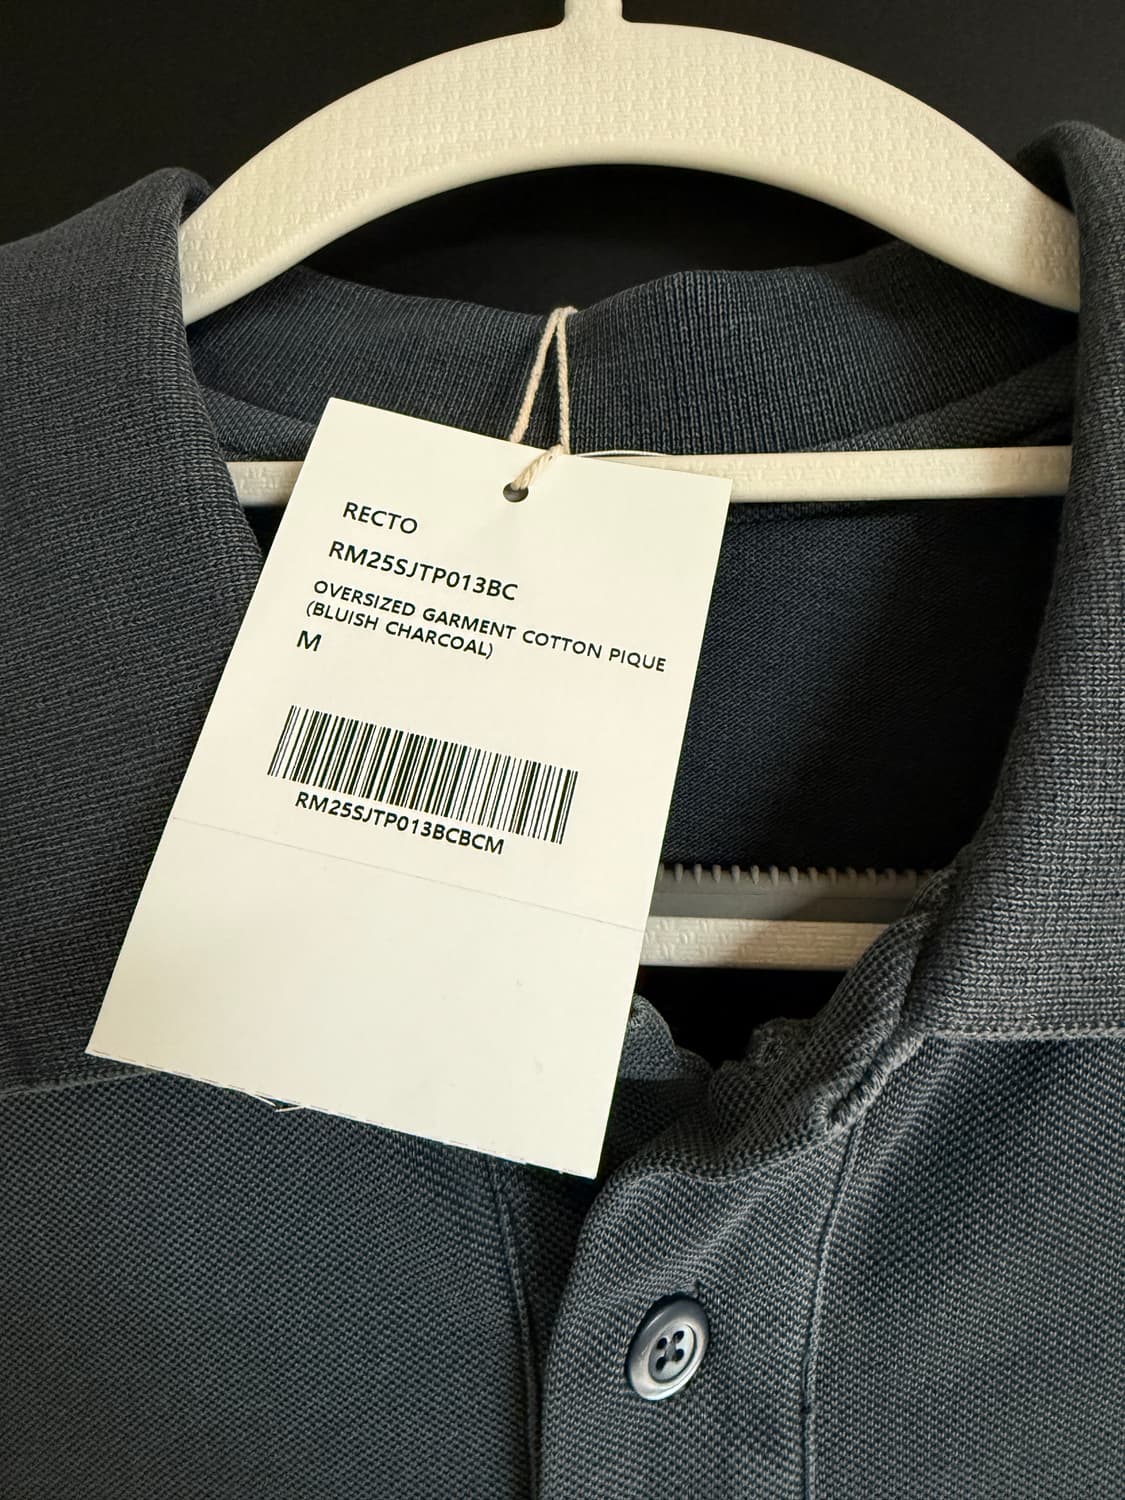 RECTO
RM25SJTP013BC
OVERSIZED GARMENT COTTON PIQUE
(BLUISH CHARCOAL)
M
RM25SJTP013BCBCM